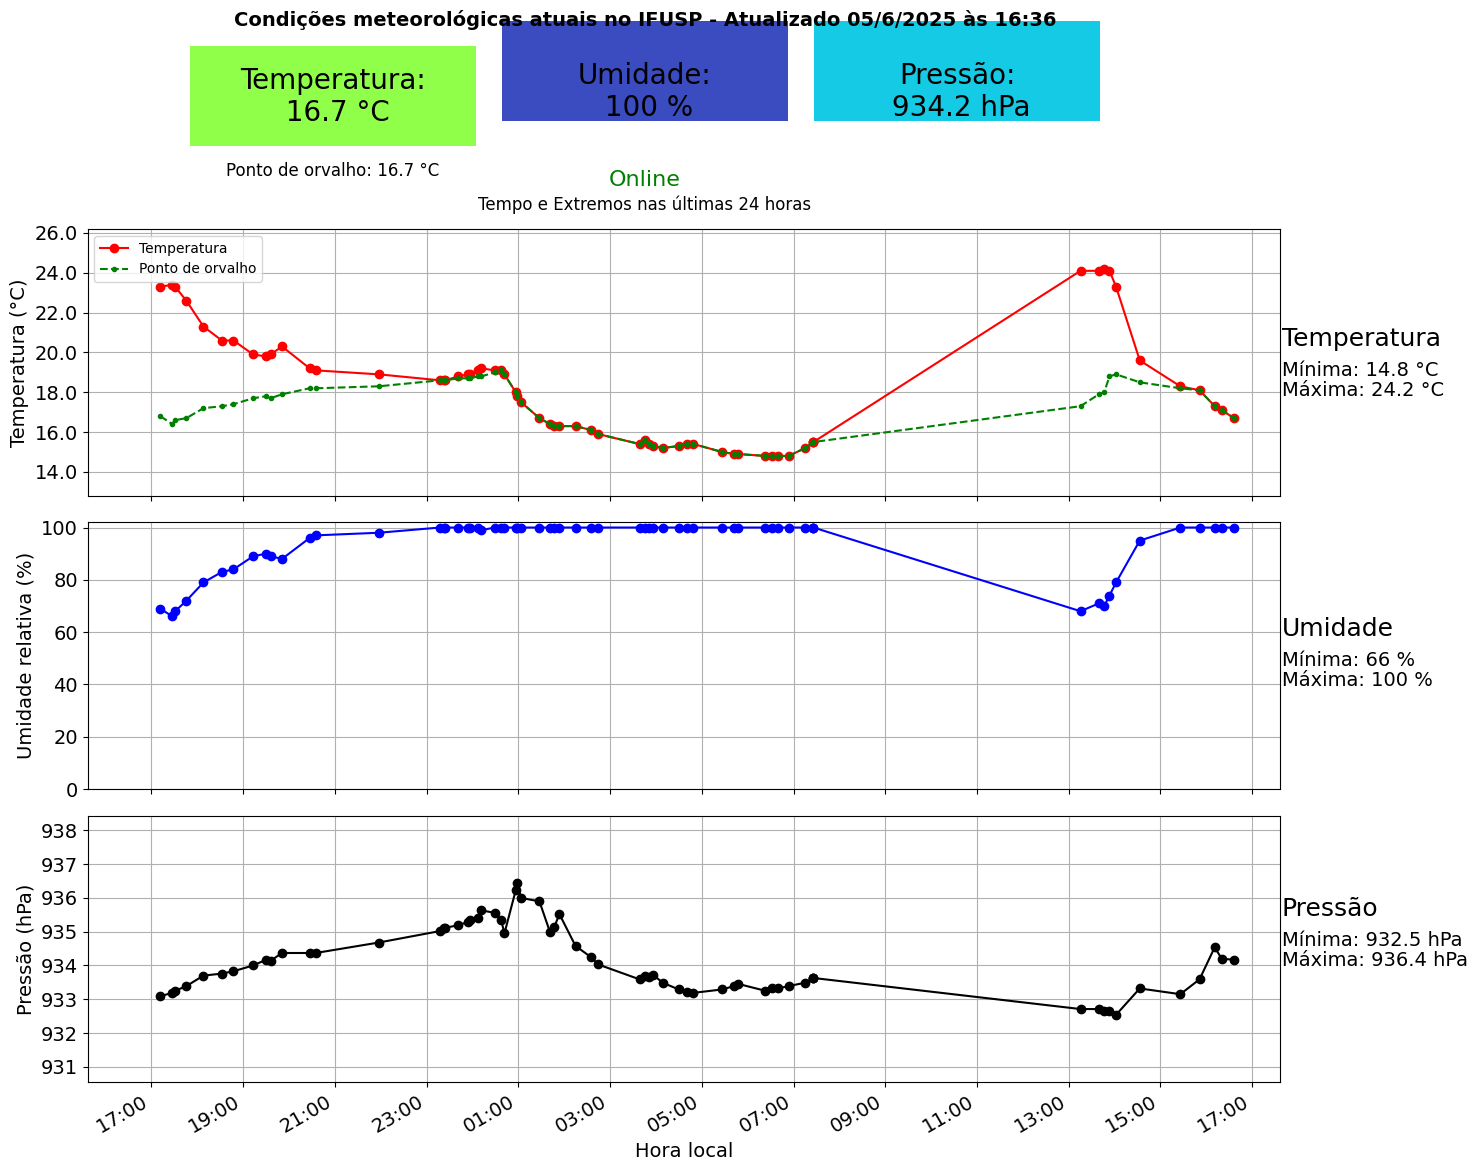 Condições meteorológicas atuais no IFUSP - Atualizado 05/6/2025 às 16:36
Temperatura:
16.7 °C
Umidade:
100 %
Pressão:
934.2 hPa
Ponto de orvalho: 16.7 °C
Online
Tempo e Extremos nas últimas 24 horas
Temperatura (°C)
26.0
24.0
22.0
20.0
18.0
16.0
14.0
Temperatura
Ponto de orvalho
Temperatura
Mínima: 14.8 °C
Máxima: 24.2 °C
Umidade relativa (%)
100
80
60
40
20
0
Umidade
Mínima: 66 %
Máxima: 100 %
Pressão (hPa)
938
937
936
935
934
933
932
931
Pressão
Mínima: 932.5 hPa
Máxima: 936.4 hPa
17:00 19:00 21:00 23:00 01:00 03:00 05:00 07:00 09:00 11:00 13:00 15:00 17:00
Hora local